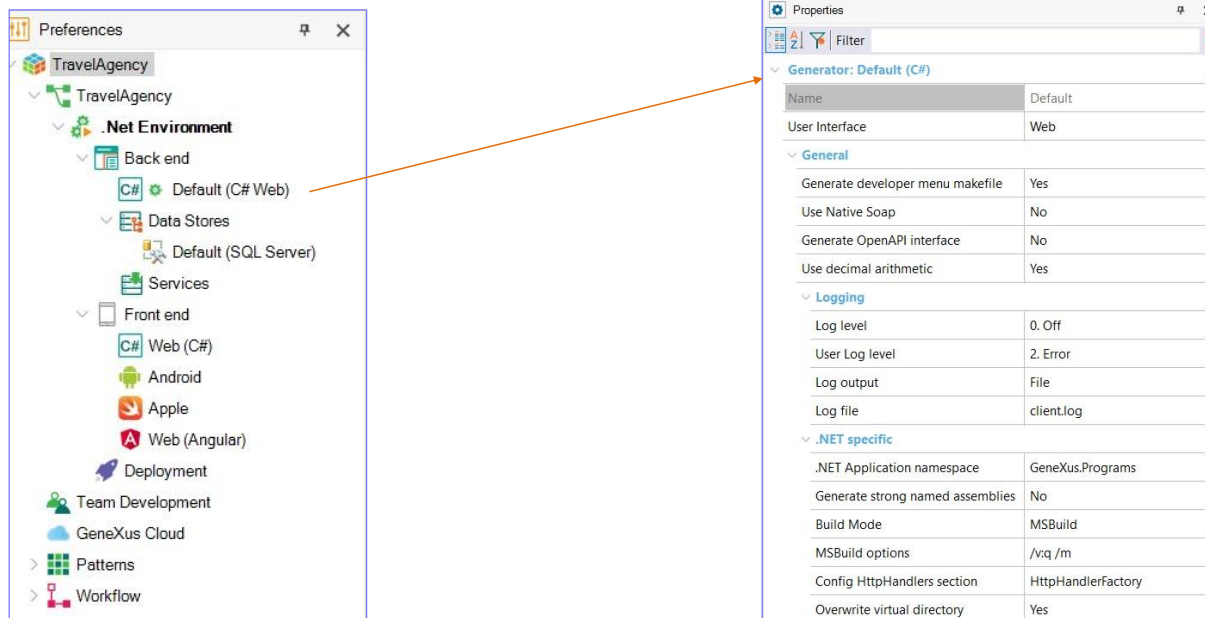 Preferences
TravelAgency
TravelAgency
.Net Environment
Back end
C# Default (C# Web)
Data Stores
Default (SQL Server)
Services
Front end
C# Web (C#)
Android
Apple
A Web (Angular)
Deployment
Team Development
GeneXus Cloud
Patterns
Workflow
Properties
A Z Filter
Generator: Default (C#)
Name Default
User Interface Web
General
Generate developer menu makefile Yes
Use Native Soap No
Generate OpenAPI interface No
Use decimal arithmetic Yes
Logging
Log level 0. Off
User Log level 2. Error
Log output File
Log file client.log
.NET specific
.NET Application namespace GeneXus.Programs
Generate strong named assemblies No
Build Mode MSBuild
MSBuild options /v:q /m
Config HttpHandlers section HttpHandlerFactory
Overwrite virtual directory Yes